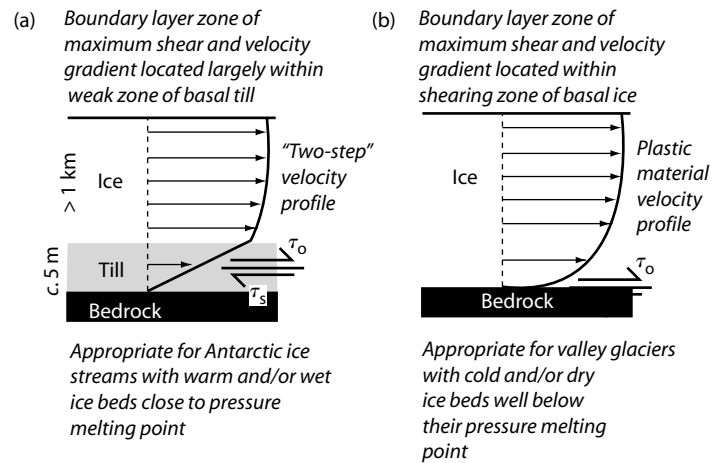 (a)
Boundary layer zone of
maximum shear and velocity
gradient located largely within
weak zone of basal till
> 1 km
Ice
“Two-step”
velocity
profile
c. 5 m
Till
τo
τs
Bedrock
Appropriate for Antarctic ice
streams with warm and/or wet
ice beds close to pressure
melting point
(b)
Boundary layer zone of
maximum shear and velocity
gradient located within
shearing zone of basal ice
Ice
Plastic
material
velocity
profile
τo
Bedrock
Appropriate for valley glaciers
with cold and/or dry
ice beds well below
their pressure melting
point